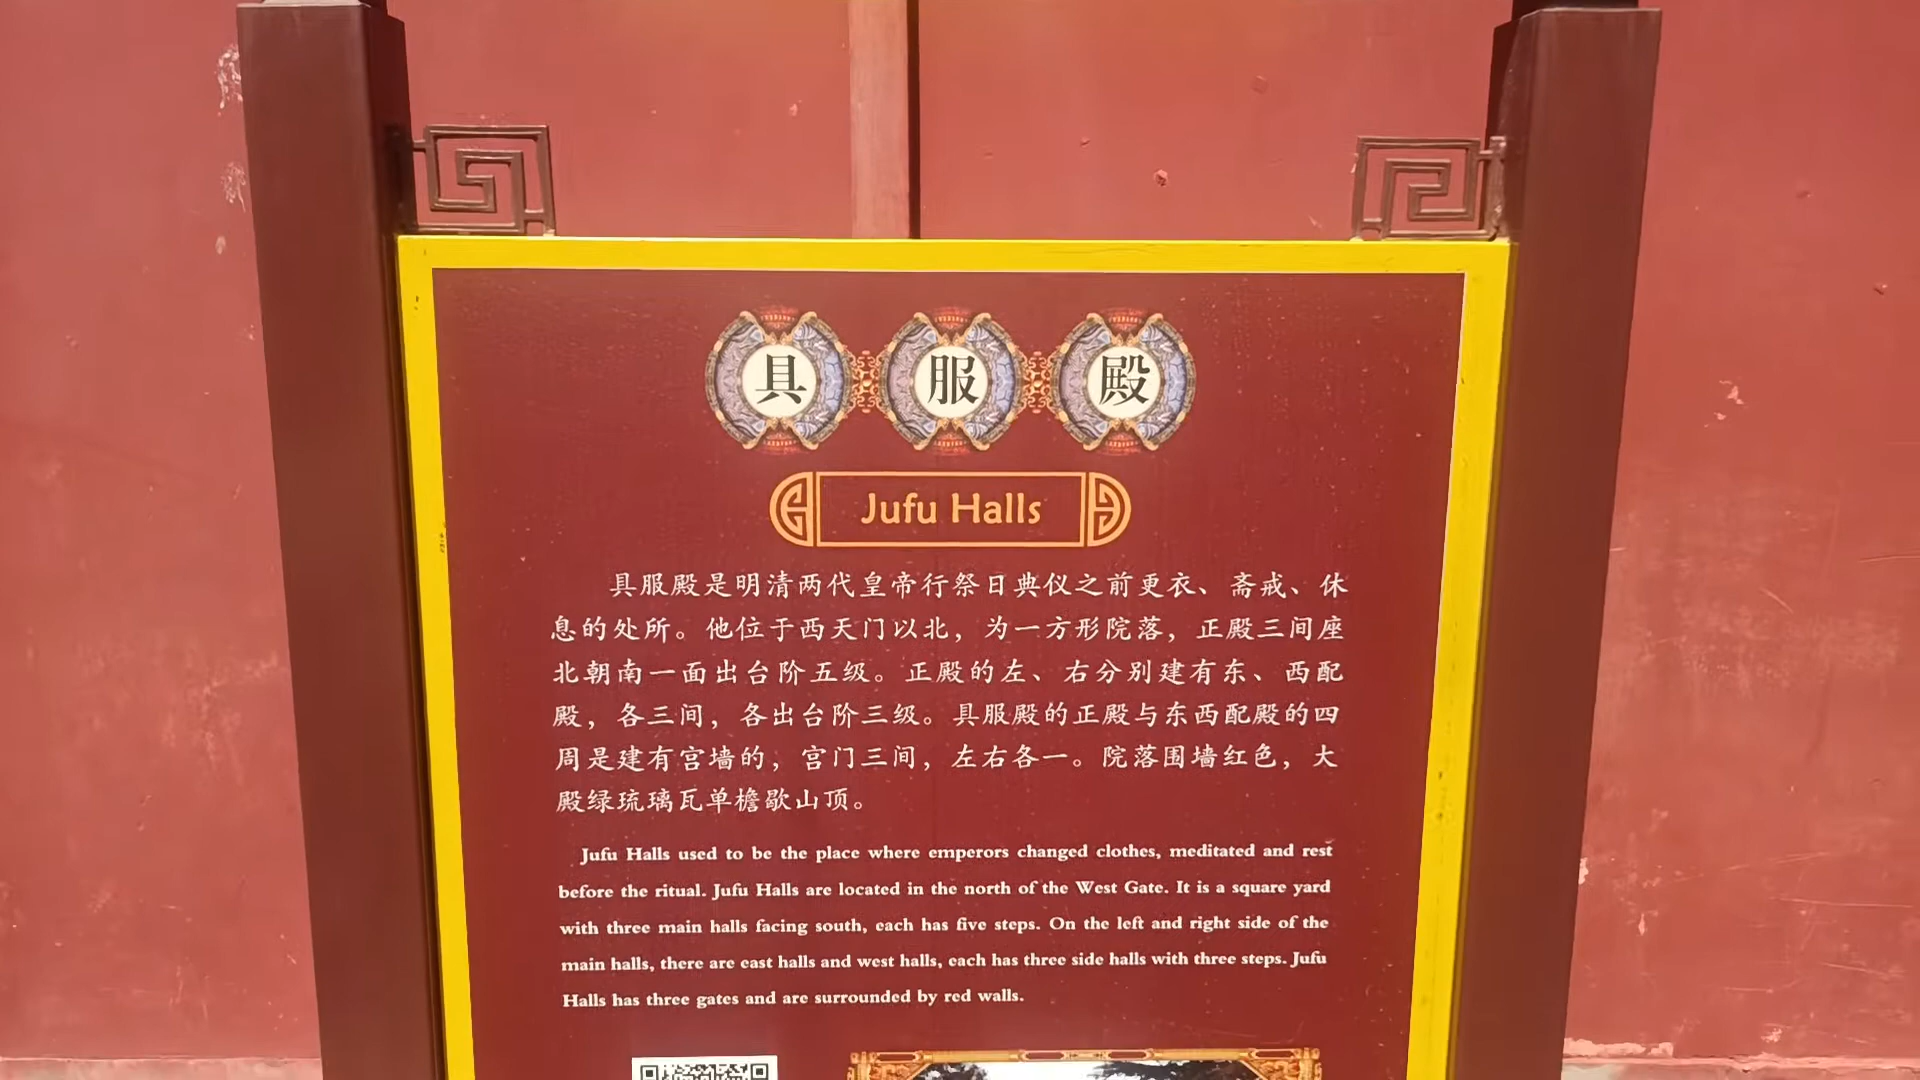 具服殿
Jufu Halls
具服殿是明清两代皇帝行祭日典仪之前更衣、斋戒、休
息的处所。他位于西天门以北，为一方形院落，正殿三间座
北朝南一面出台阶五级。正殿的左、右分别建有东、西配
殿，各三间，各出台阶三级。具服殿的正殿与东西配殿的四
周是建有宫墙的，宫门三间，左右各一。院落围墙红色，大
殿绿琉璃瓦单檐歇山顶。
Jufu Halls used to be the place where emperors changed clothes, meditated and rest
before the ritual. Jufu Halls are located in the north of the West Gate. It is a square yard
with three main halls facing south, each has five steps. On the left and right side of the
main halls, there are east halls and west halls, each has three side halls with three steps. Jufu
Halls has three gates and are surrounded by red walls.